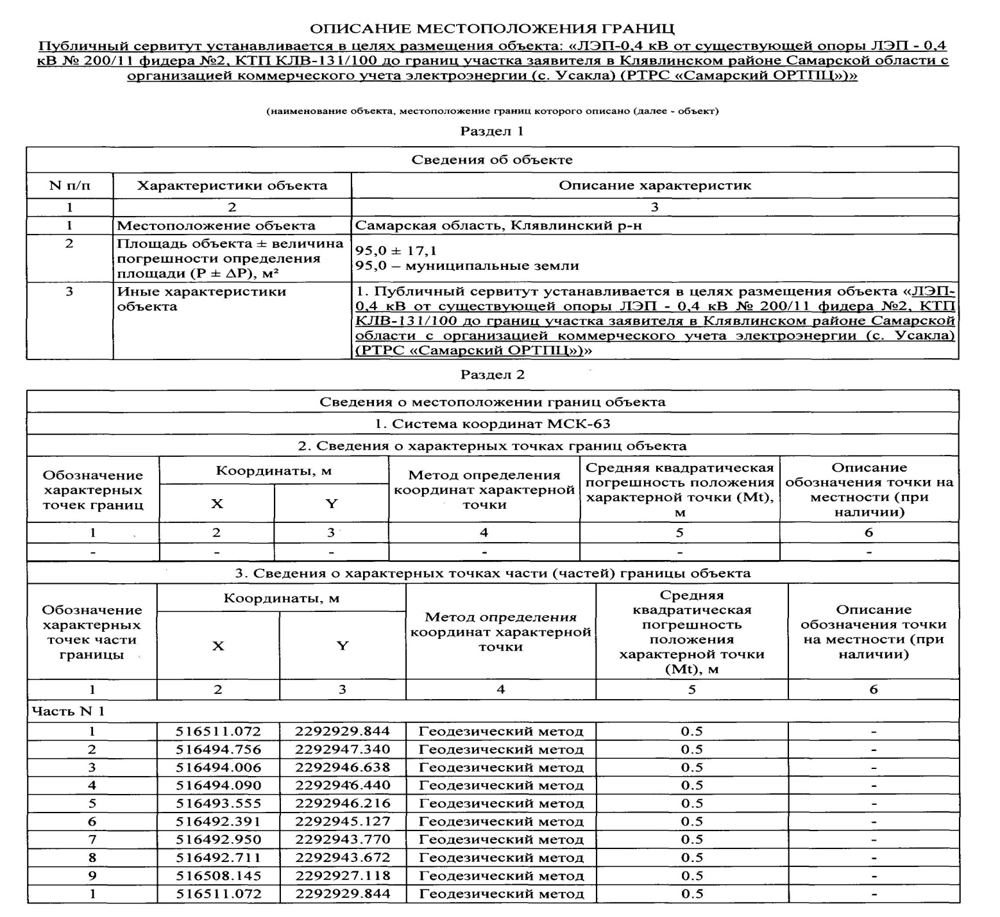 ОПИСАНИЕ МЕСТОПОЛОЖЕНИЯ ГРАНИЦ
Публичный сервитут устанавливается в целях размещения объекта: «ЛЭП-0,4 кВ от существующей опоры ЛЭП - 0,4
кВ № 200/11 фидера №2, КТП КЛВ-131/100 до границ участка заявителя в Клявлинском районе Самарской области с
организацией коммерческого учета электроэнергии (с. Усакла) (РТРС «Самарский ОРТПЦ»)»
(наименование объекта, местоположение границ которого описано (далее - объект)
Раздел 1
Сведения об объекте
N п/п Характеристики объекта Описание характеристик
1 2 3
1 Местоположение объекта Самарская область, Клявлинский р-н
2 Площадь объекта ± величина
погрешности определения
площади (Р ± ΔР), м²
95,0 ± 17,1
95,0 – муниципальные земли
3 Иные характеристики
объекта
1. Публичный сервитут устанавливается в целях размещения объекта «ЛЭП-
0,4 кВ от существующей опоры ЛЭП - 0,4 кВ № 200/11 фидера №2, КТП
КЛВ-131/100 до границ участка заявителя в Клявлинском районе Самарской
области с организацией коммерческого учета электроэнергии (с. Усакла)
(РТРС «Самарский ОРТПЦ»)»
Раздел 2
Сведения о местоположении границ объекта
1. Система координат МСК-63
2. Сведения о характерных точках границ объекта
Обозначение
характерных
точек границ
Координаты, м
X Y
Метод определения
координат характерной
точки
Средняя квадратическая
погрешность положения
характерной точки (Mt),
м
Описание
обозначения точки на
местности (при
наличии)
1 2 3 4 5 6
- - - - - -
3. Сведения о характерных точках части (частей) границы объекта
Обозначение
характерных
точек части
границы
Координаты, м
X Y
Метод определения
координат характерной
точки
Средняя
квадратическая
погрешность
положения
характерной точки
(Mt), м
Описание
обозначения точки
на местности (при
наличии)
1 2 3 4 5 6
Часть N 1
1 516511.072 2292929.844 Геодезический метод 0.5 -
2 516494.756 2292947.340 Геодезический метод 0.5 -
3 516494.006 2292946.638 Геодезический метод 0.5 -
4 516494.090 2292946.440 Геодезический метод 0.5 -
5 516493.555 2292946.216 Геодезический метод 0.5 -
6 516492.391 2292945.127 Геодезический метод 0.5 -
7 516492.950 2292943.770 Геодезический метод 0.5 -
8 516492.711 2292943.672 Геодезический метод 0.5 -
9 516508.145 2292927.118 Геодезический метод 0.5 -
1 516511.072 2292929.844 Геодезический метод 0.5 -